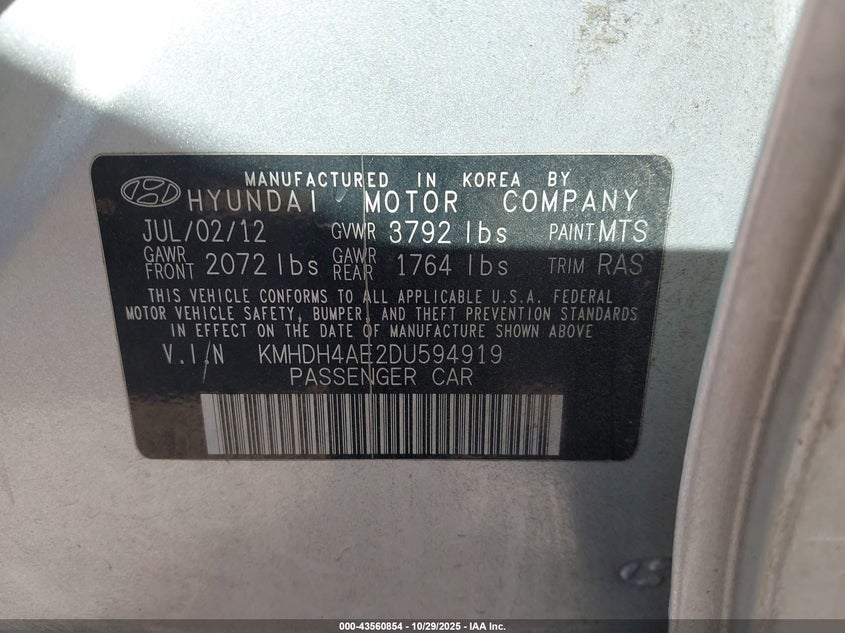 MANUFACTURED IN KOREA BY
HYUNDAI MOTOR COMPANY
JUL/02/12 GVWR 3792 lbs PAINT MTS
GAWR FRONT 2072 lbs GAWR REAR 1764 lbs TRIM RAS
THIS VEHICLE CONFORMS TO ALL APPLICABLE U.S.A. FEDERAL
MOTOR VEHICLE SAFETY, BUMPER, AND THEFT PREVENTION STANDARDS
IN EFFECT ON THE DATE OF MANUFACTURE SHOWN ABOVE
V.I/N KMHDH4AE2DU594919
PASSENGER CAR
000-43560854 | 10/29/2025 - IAA Inc.